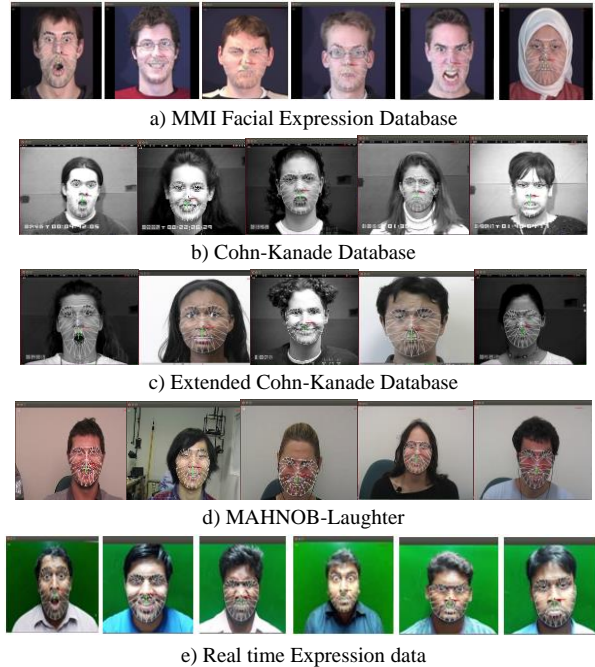 a) MMI Facial Expression Database
b) Cohn-Kanade Database
c) Extended Cohn-Kanade Database
d) MAHNOB-Laughter
e) Real time Expression data